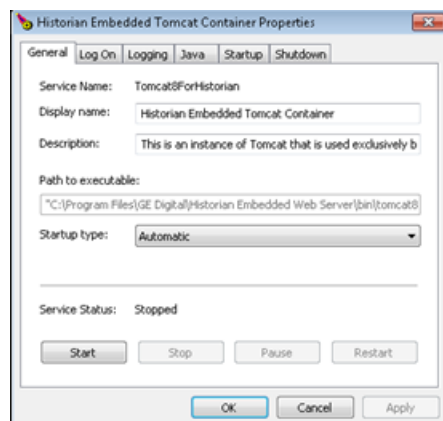 Historian Embedded Tomcat Container Properties
General Log On Logging Java Startup Shutdown
Service Name: Tomcat8ForHistorian
Display name: Historian Embedded Tomcat Container
Description: This is an instance of Tomcat that is used exclusively b
Path to executable:
"C:\Program Files\GE Digital\Historian Embedded Web Server\bin\tomcat8
Startup type: Automatic
Service Status: Stopped
Start Stop Pause Restart
OK Cancel Apply